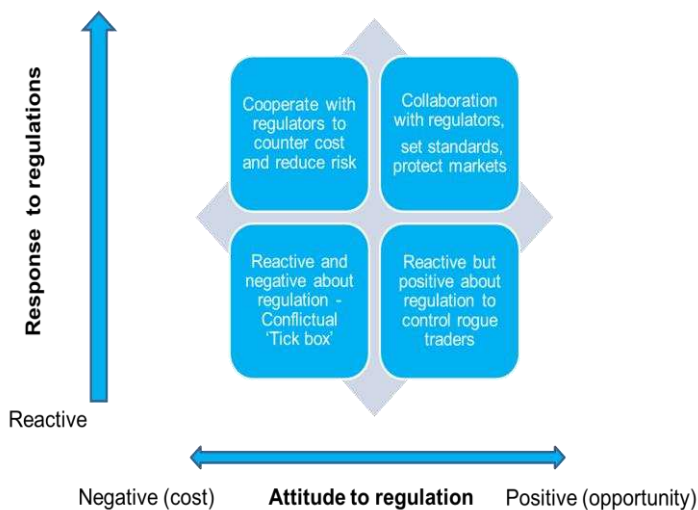 Response to regulations
Cooperate with
regulators to
counter cost
and reduce risk
Collaboration
with regulators,
set standards,
protect markets
Reactive and
negative about
regulation -
Conflictual
'Tick box'
Reactive but
positive about
regulation to
control rogue
traders
Reactive
Negative (cost)
Attitude to regulation
Positive (opportunity)